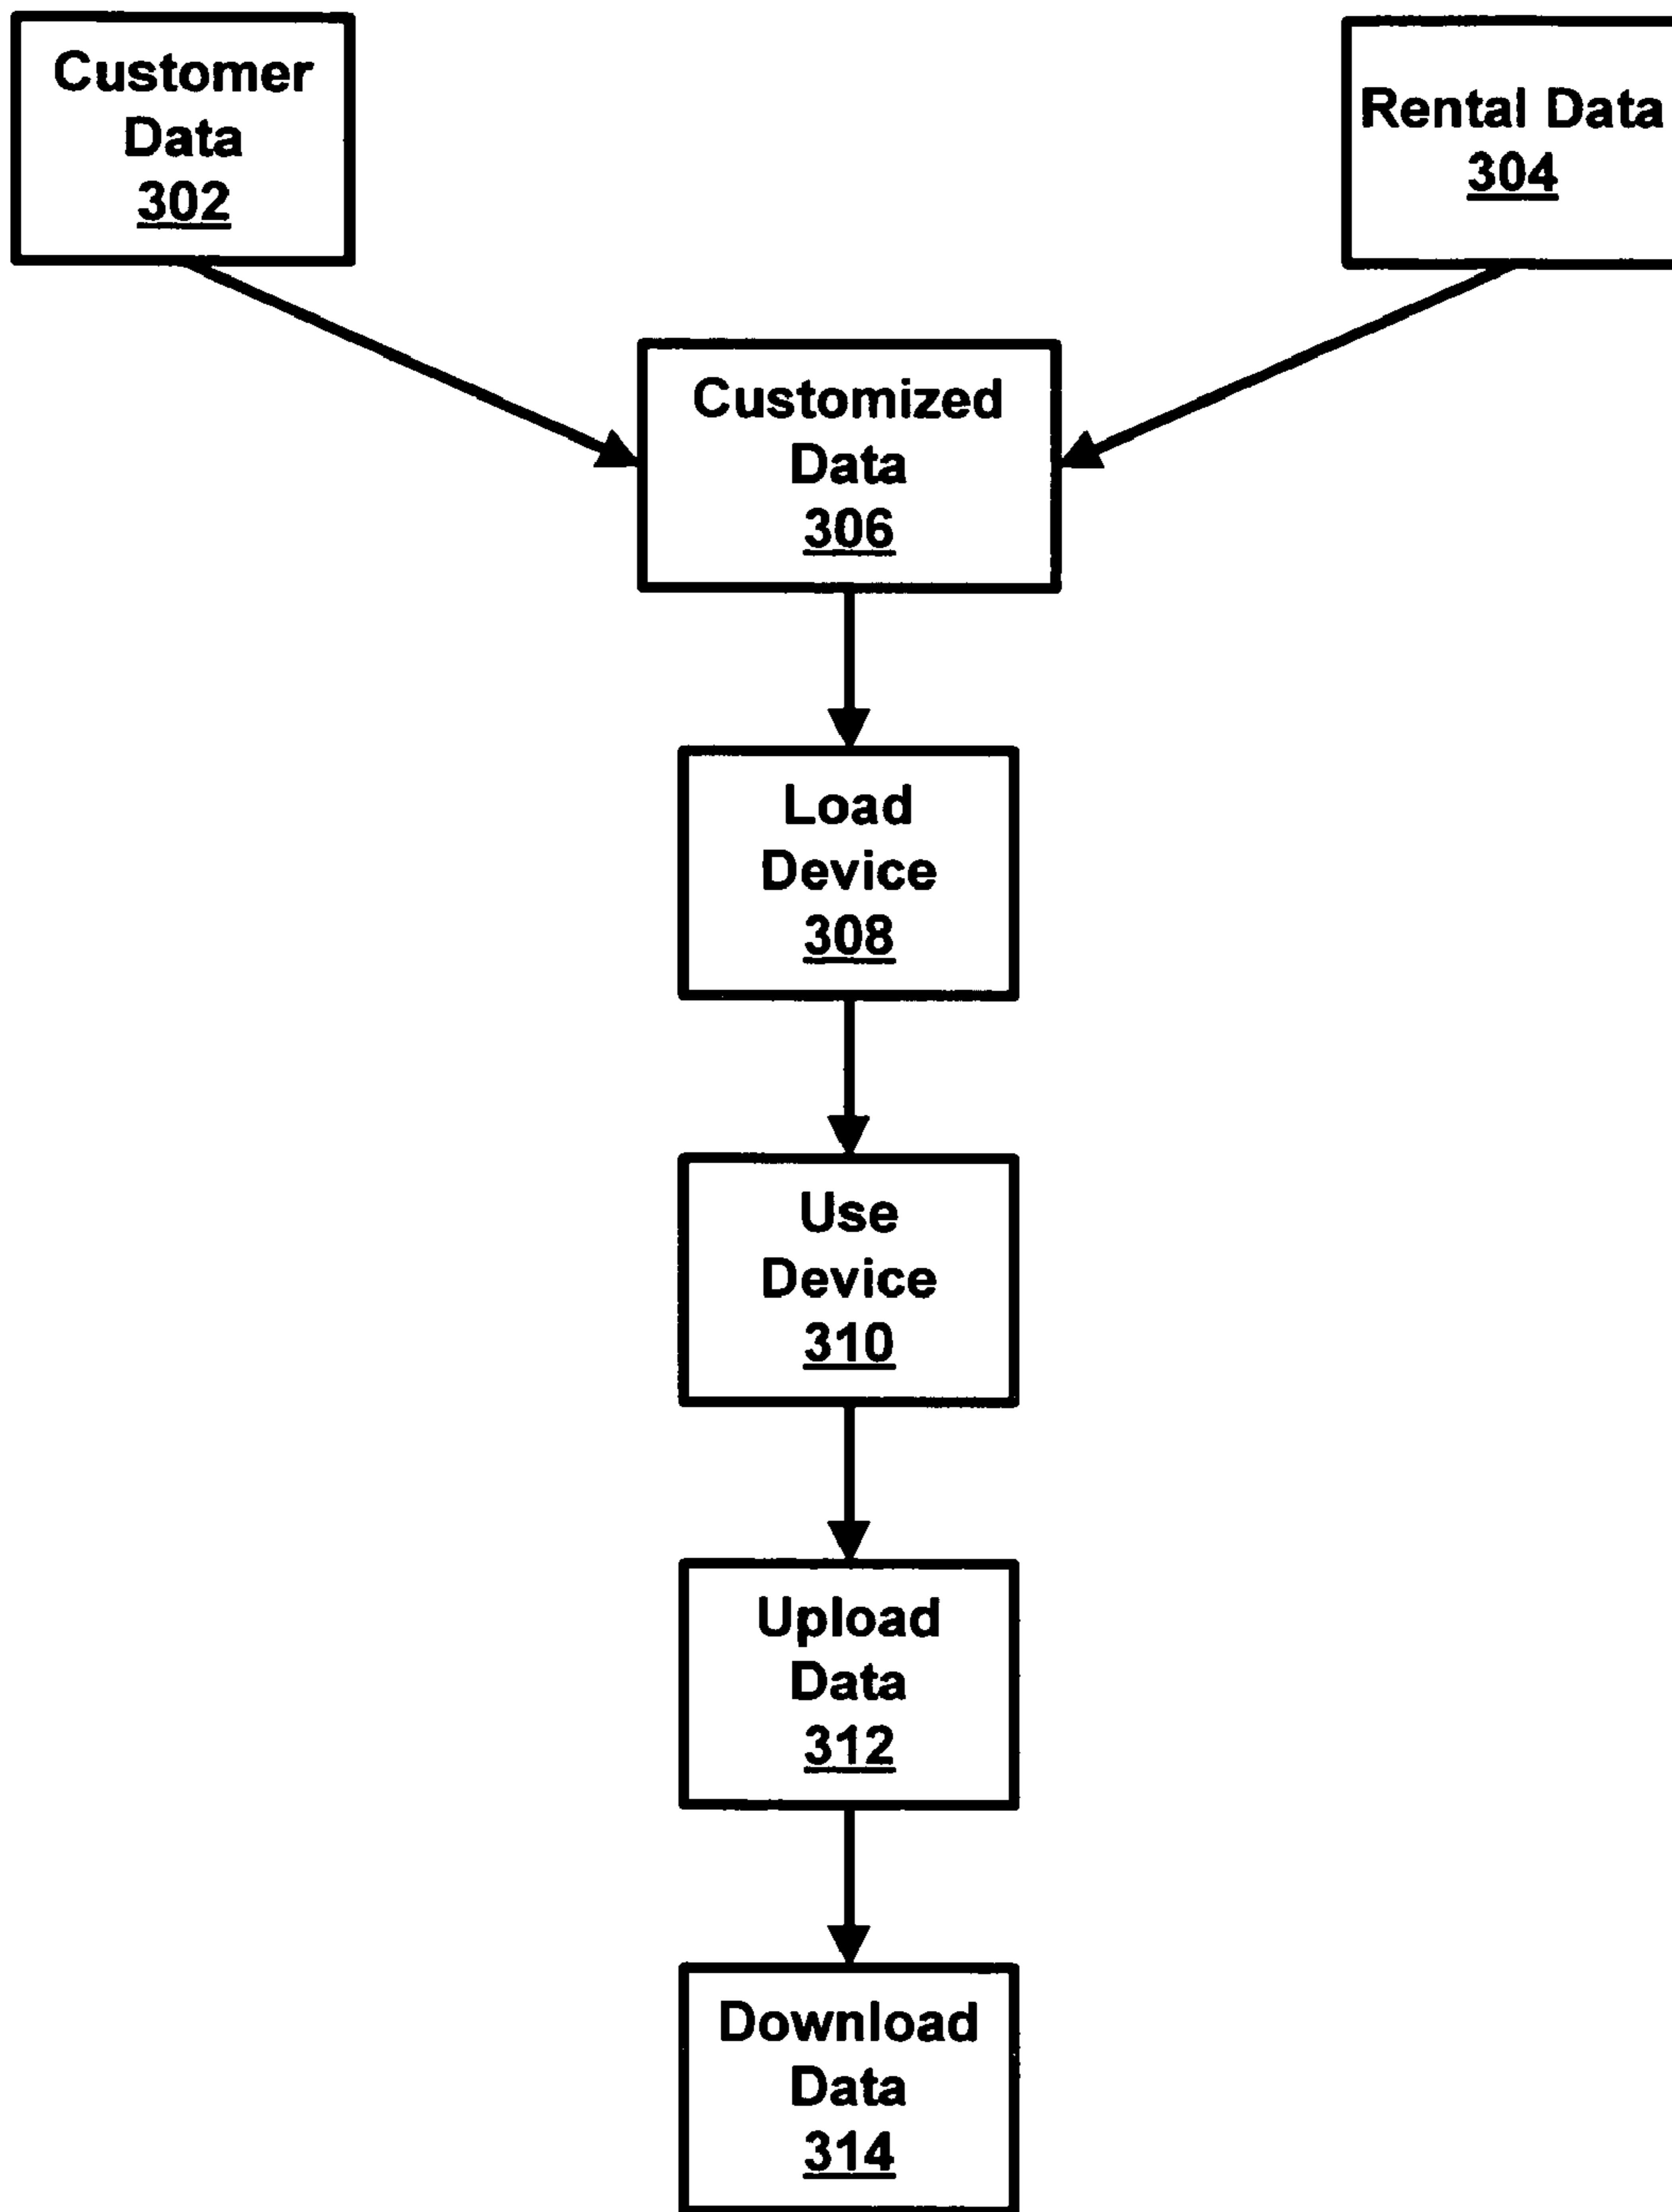 Customer
Data
302
Rental Data
304
Customized
Data
306
Load
Device
308
Use
Device
310
Upload
Data
312
Download
Data
314